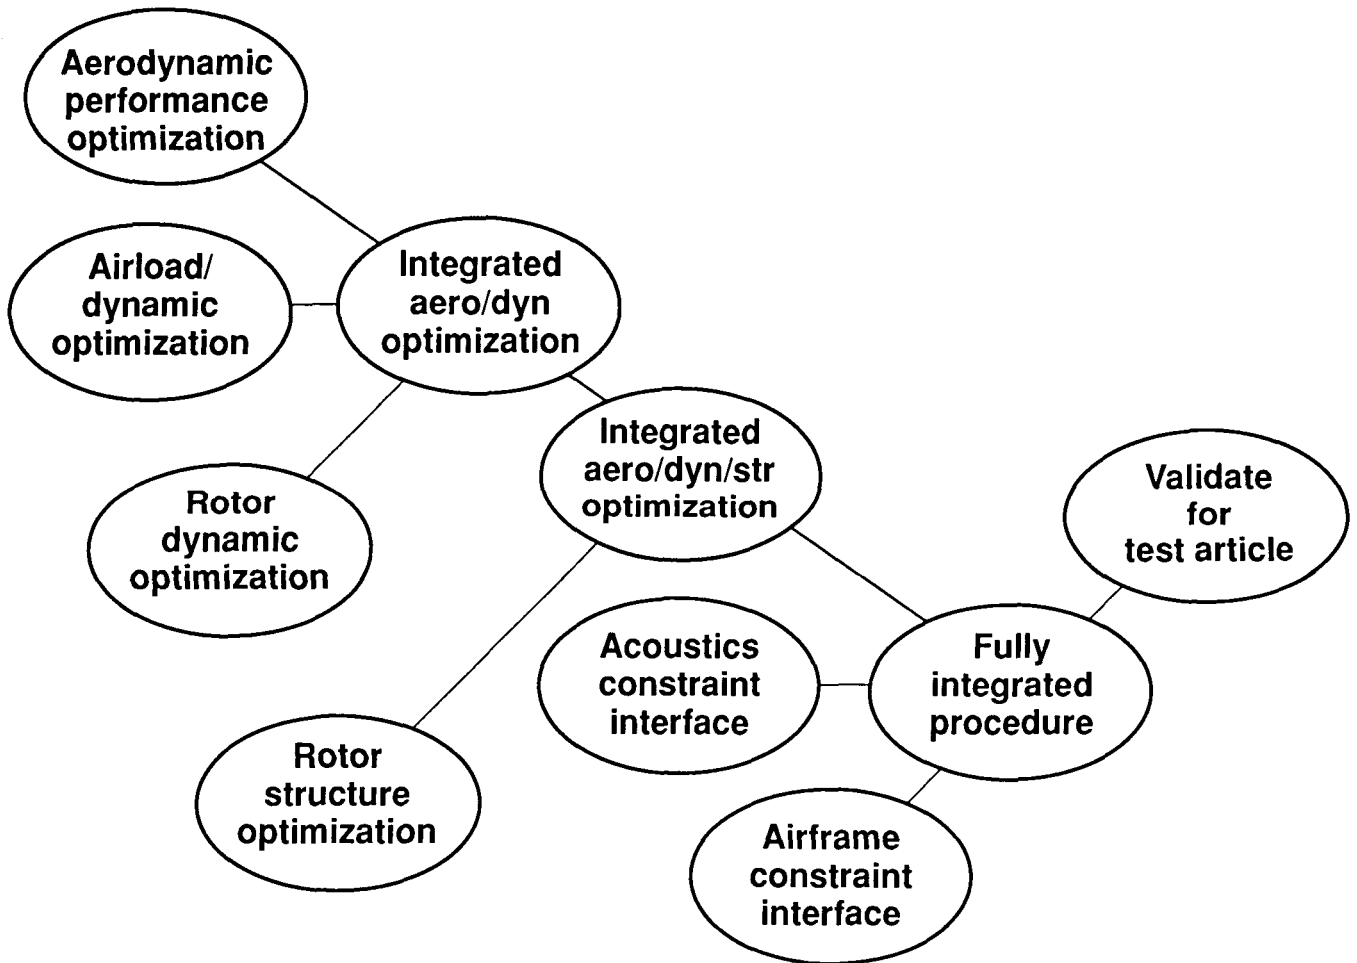 Aerodynamic
performance
optimization
Airload/
dynamic
optimization
Integrated
aero/dyn
optimization
Rotor
dynamic
optimization
Integrated
aero/dyn/str
optimization
Validate
for
test article
Acoustics
constraint
interface
Fully
integrated
procedure
Rotor
structure
optimization
Airframe
constraint
interface